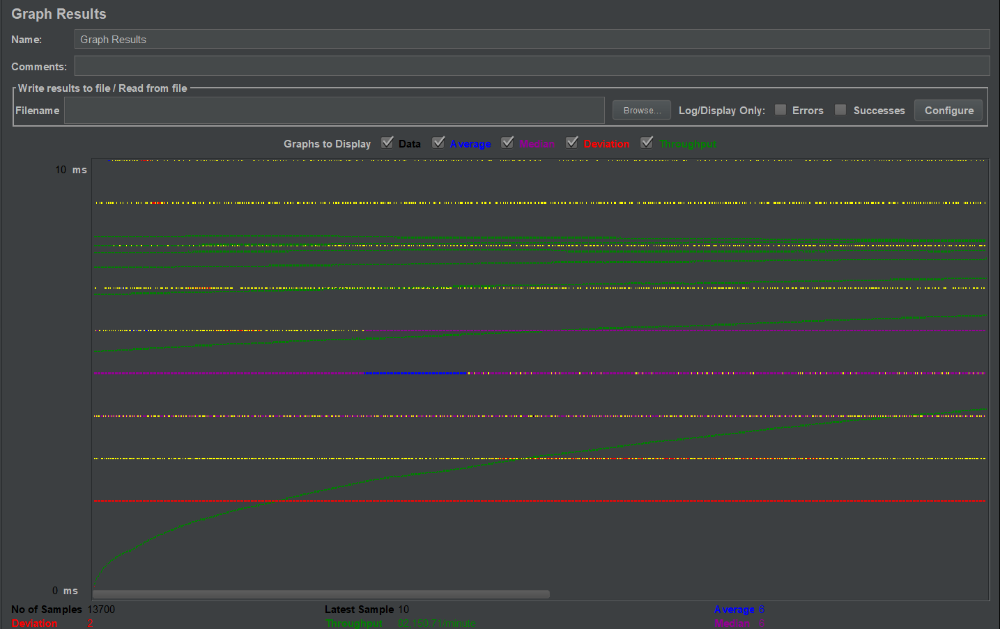 Graph Results
Name: Graph Results
Comments:
Write results to file / Read from file
Filename Browse... Log/Display Only: Errors Successes Configure
Graphs to Display Data Average Median Deviation Throughput
10 ms
0 ms
No of Samples 13700 Latest Sample 10 Average 6
Deviation 2 Throughput 82,150.71/minute Median 6